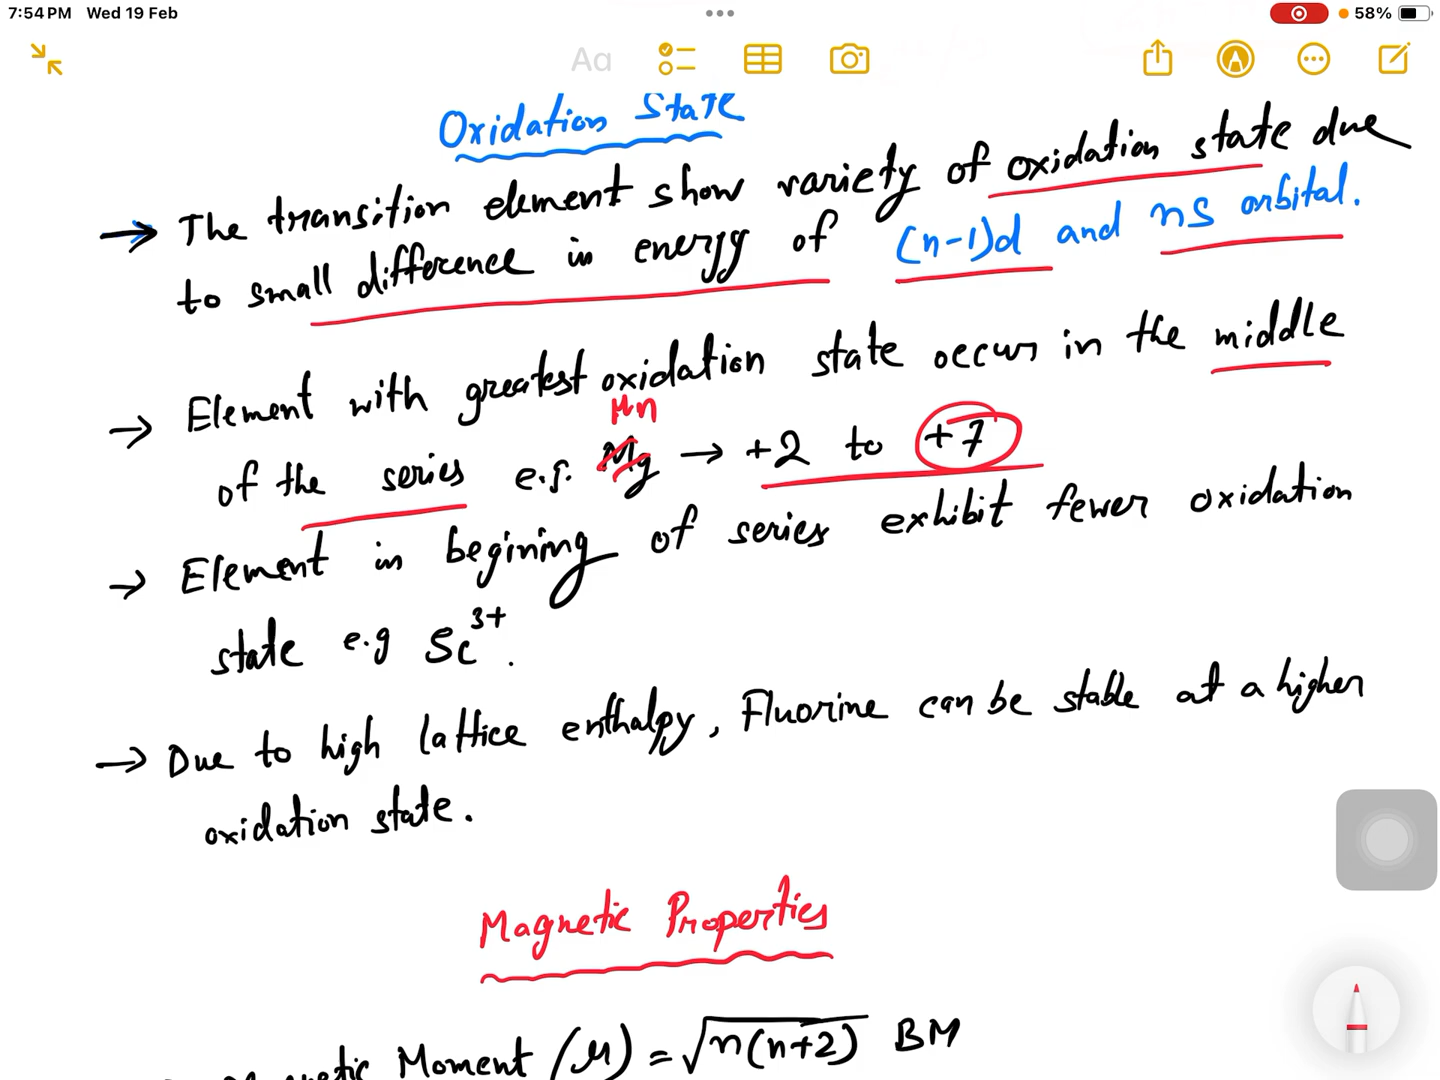 7:54 PM Wed 19 Feb
58%
Aa
Oxidation State
→ The transition element show variety of oxidation state due
to small difference in energy of (n-1)d and ns orbital.
→ Element with greatest oxidation state occur in the middle
Mn
of the series e.g. Mg → +2 to +7
→ Element in begining of series exhibit fewer oxidation
state e.g Sc³⁺.
→ Due to high lattice enthalpy, Fluorine can be stable at a higher
oxidation state.
Magnetic Properties
Magnetic Moment (μ) = √n(n+2) BM